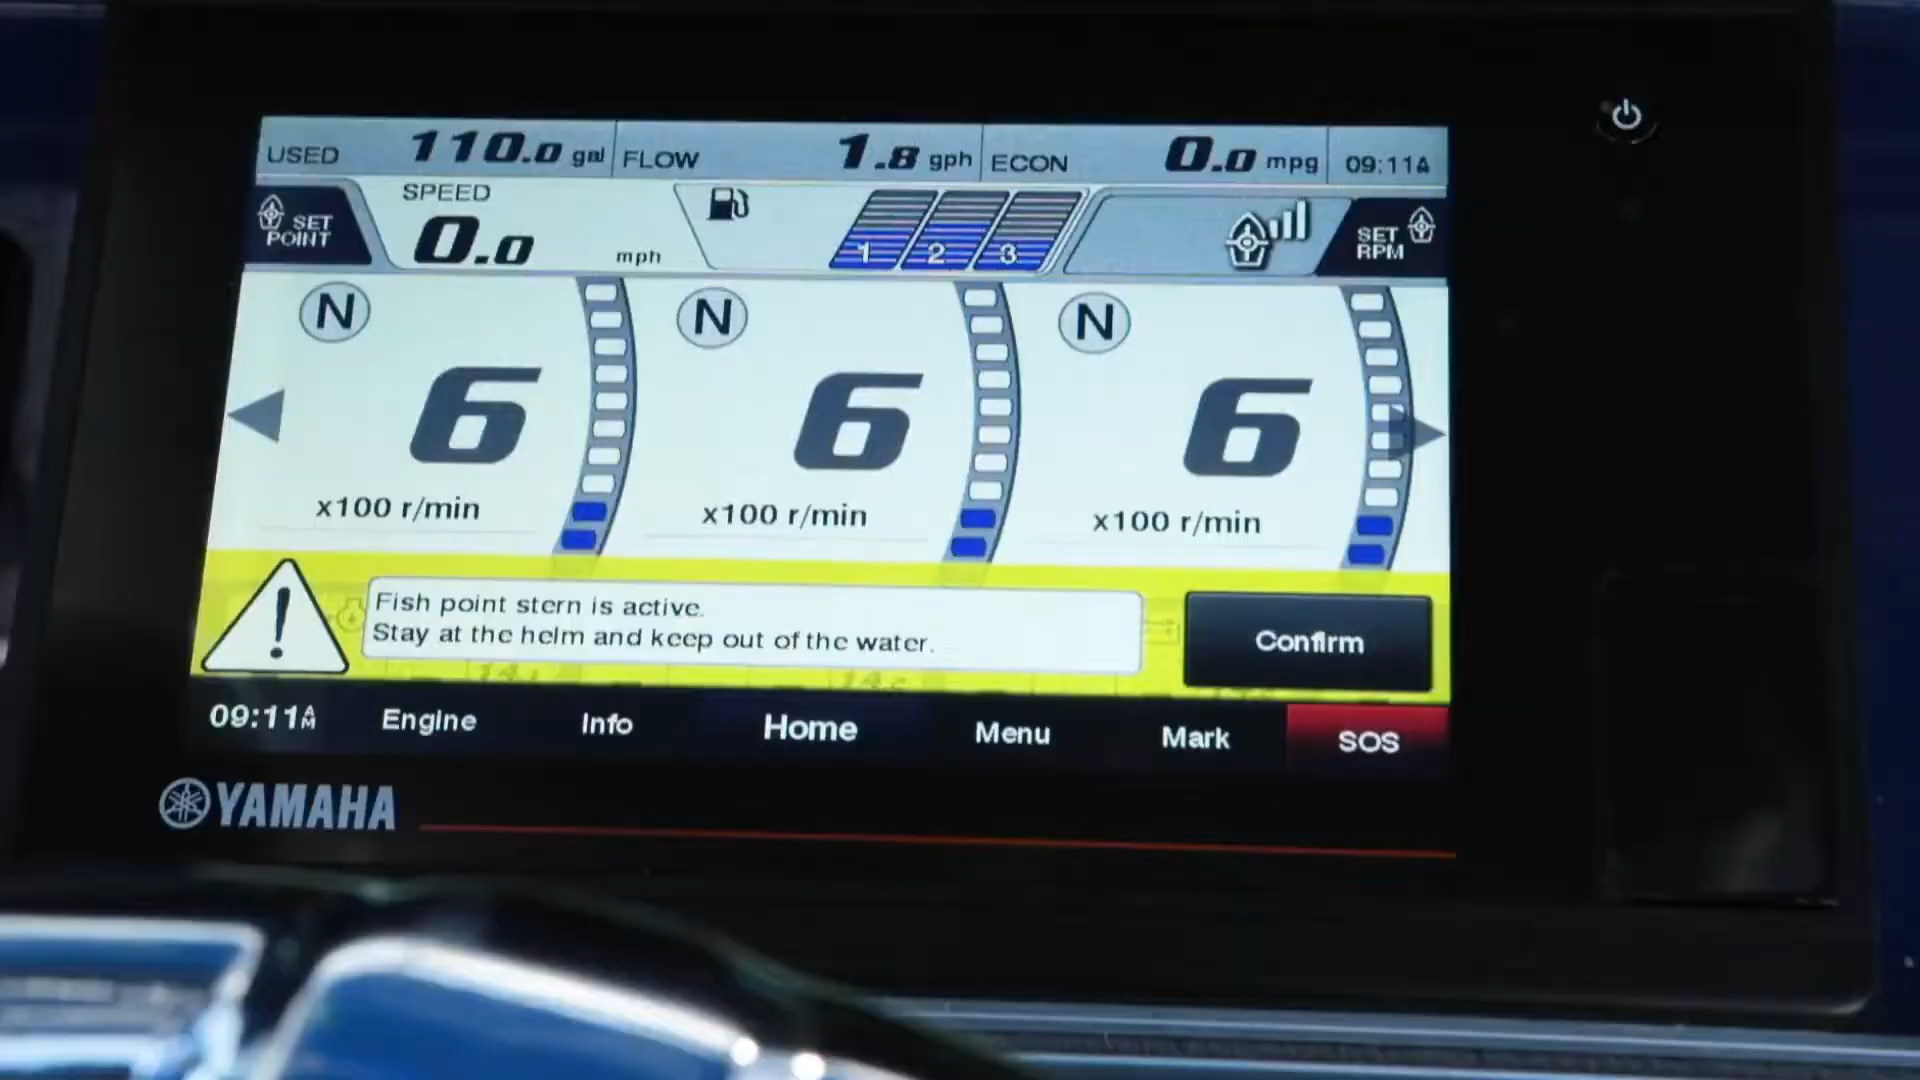 USED 110.0 gal FLOW 1.8 gph ECON 0.0 mpg 09:11A
SET POINT
SPEED
0.0 mph
1 2 3
SET RPM
N N N
6 6 6
x100 r/min x100 r/min x100 r/min
!
Fish point stern is active.
Stay at the helm and keep out of the water.
Confirm
09:11AM Engine Info Home Menu Mark SOS
YAMAHA